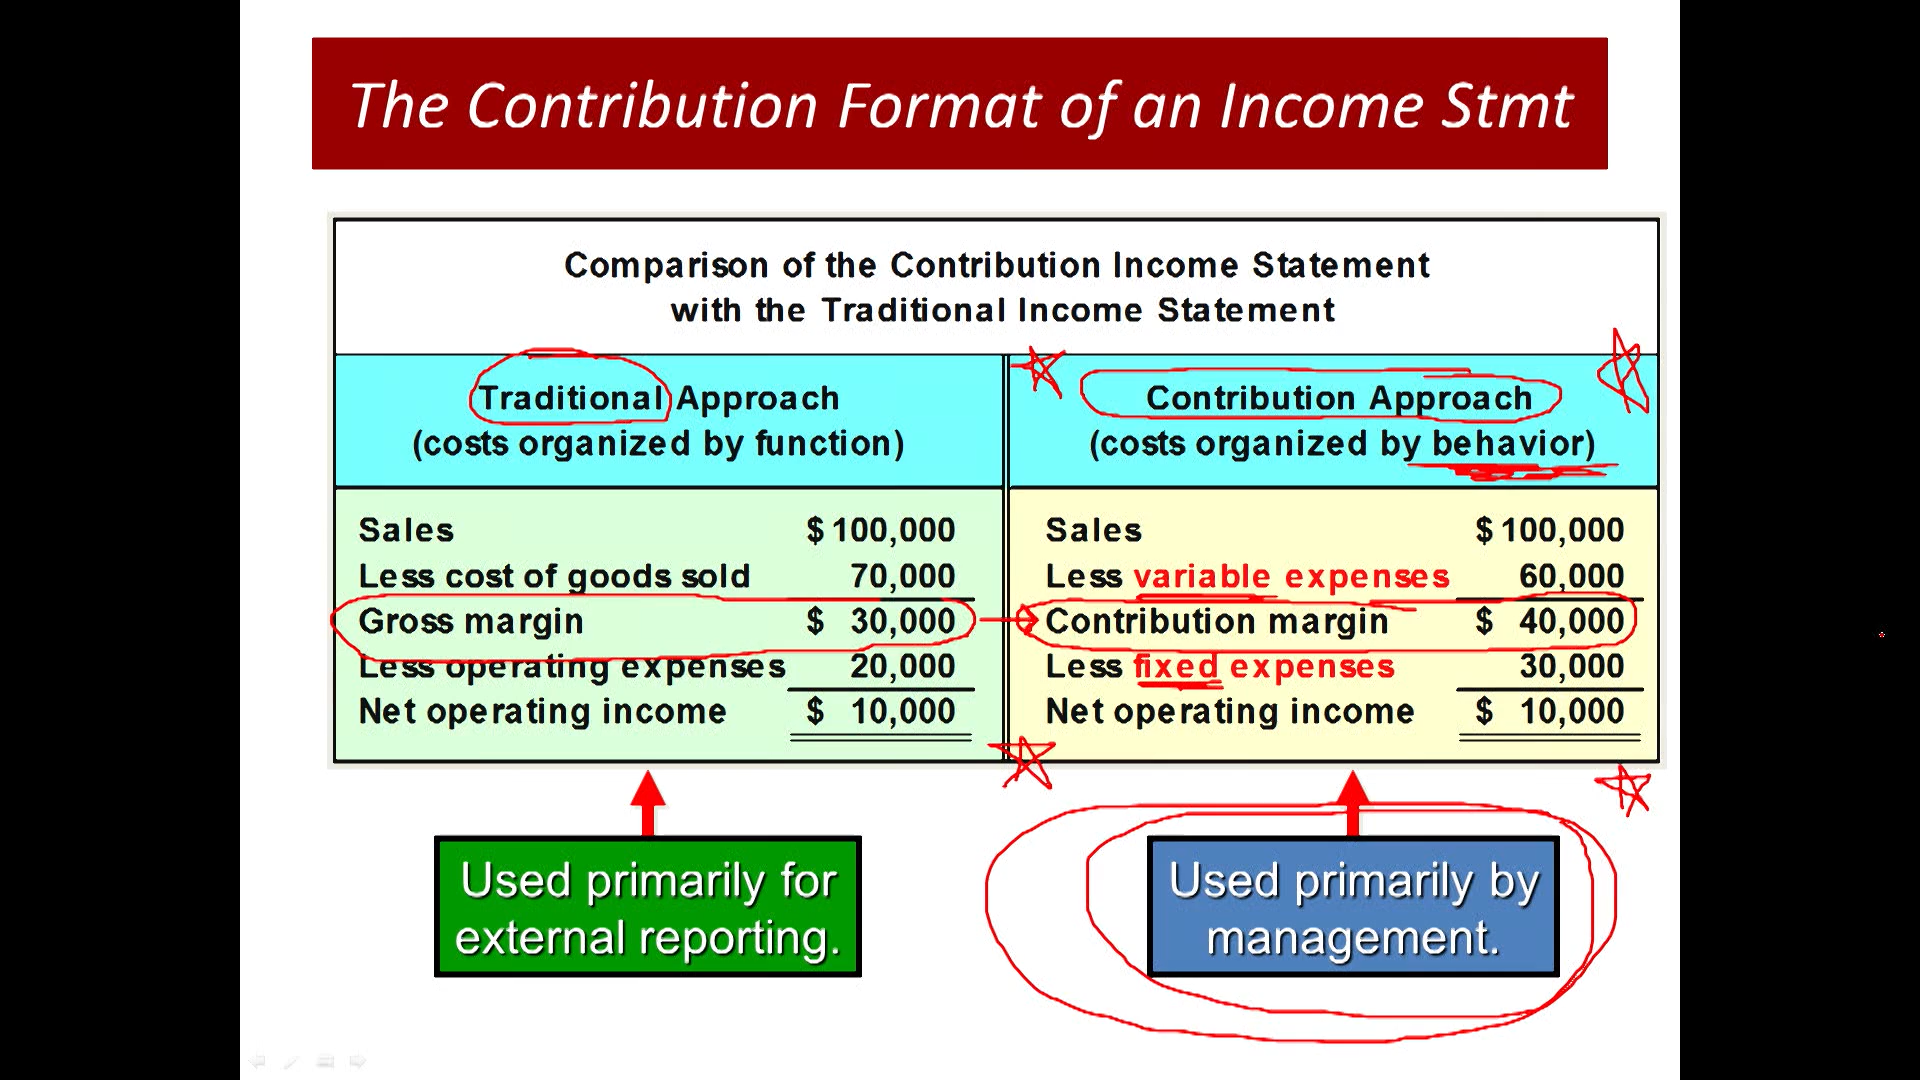 The Contribution Format of an Income Stmt
Comparison of the Contribution Income Statement
with the Traditional Income Statement
Traditional Approach
(costs organized by function)
Sales $ 100,000
Less cost of goods sold 70,000
Gross margin $ 30,000
Less operating expenses 20,000
Net operating income $ 10,000
Contribution Approach
(costs organized by behavior)
Sales $ 100,000
Less variable expenses 60,000
Contribution margin $ 40,000
Less fixed expenses 30,000
Net operating income $ 10,000
Used primarily for
external reporting.
Used primarily by
management.